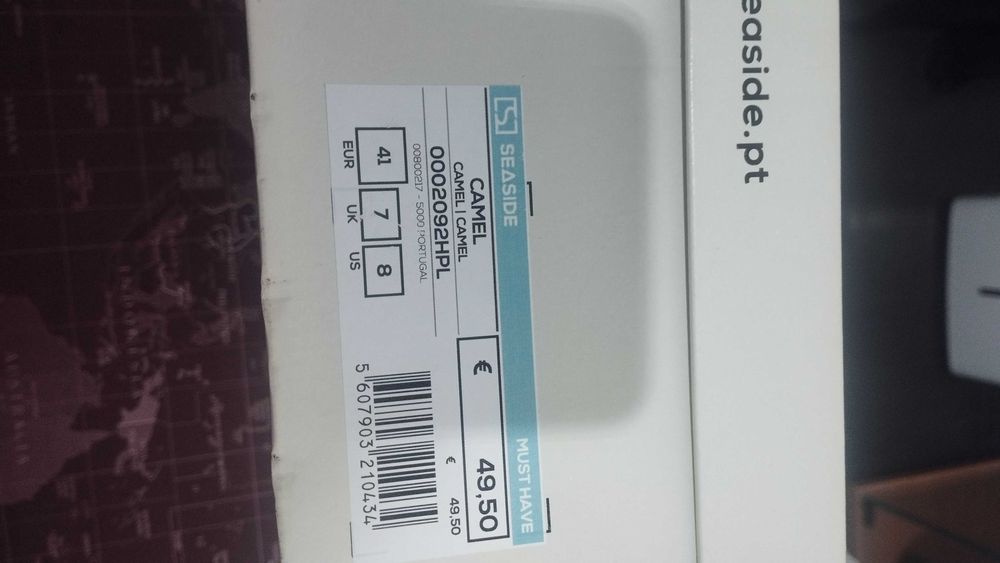 easide.pt
SEASIDE MUST HAVE
CAMEL
CAMEL | CAMEL
0002092HPL
00800217 - 5000 PORTUGAL
41 7 8
EUR UK US
€ 49,50
€ 49,50
5 607903 210434